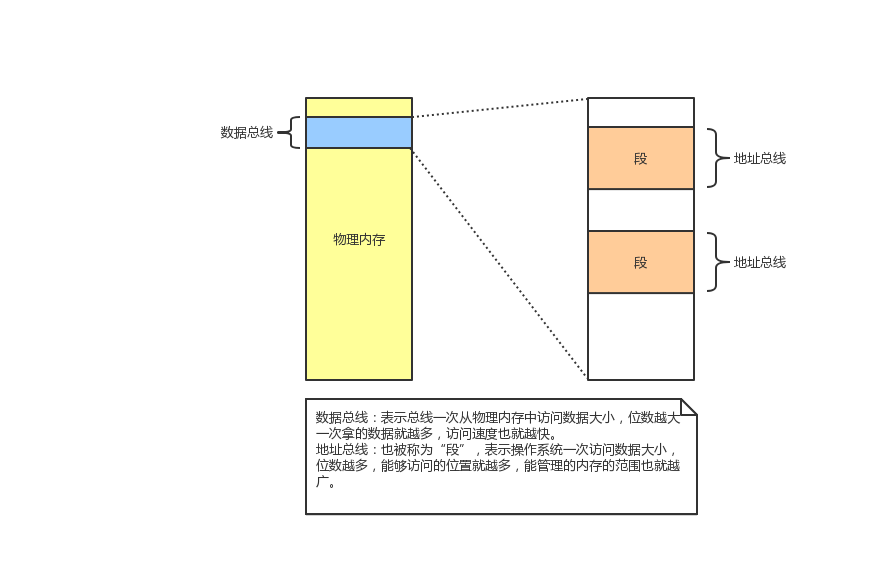 数据总线
段
地址总线
物理内存
段
地址总线
数据总线：表示总线一次从物理内存中访问数据大小，位数越大
一次拿的数据就越多，访问速度也就越快。
地址总线：也被称为“段”，表示操作系统一次访问数据大小，
位数越多，能够访问的位置就越多，能管理的内存的范围也就越
广。